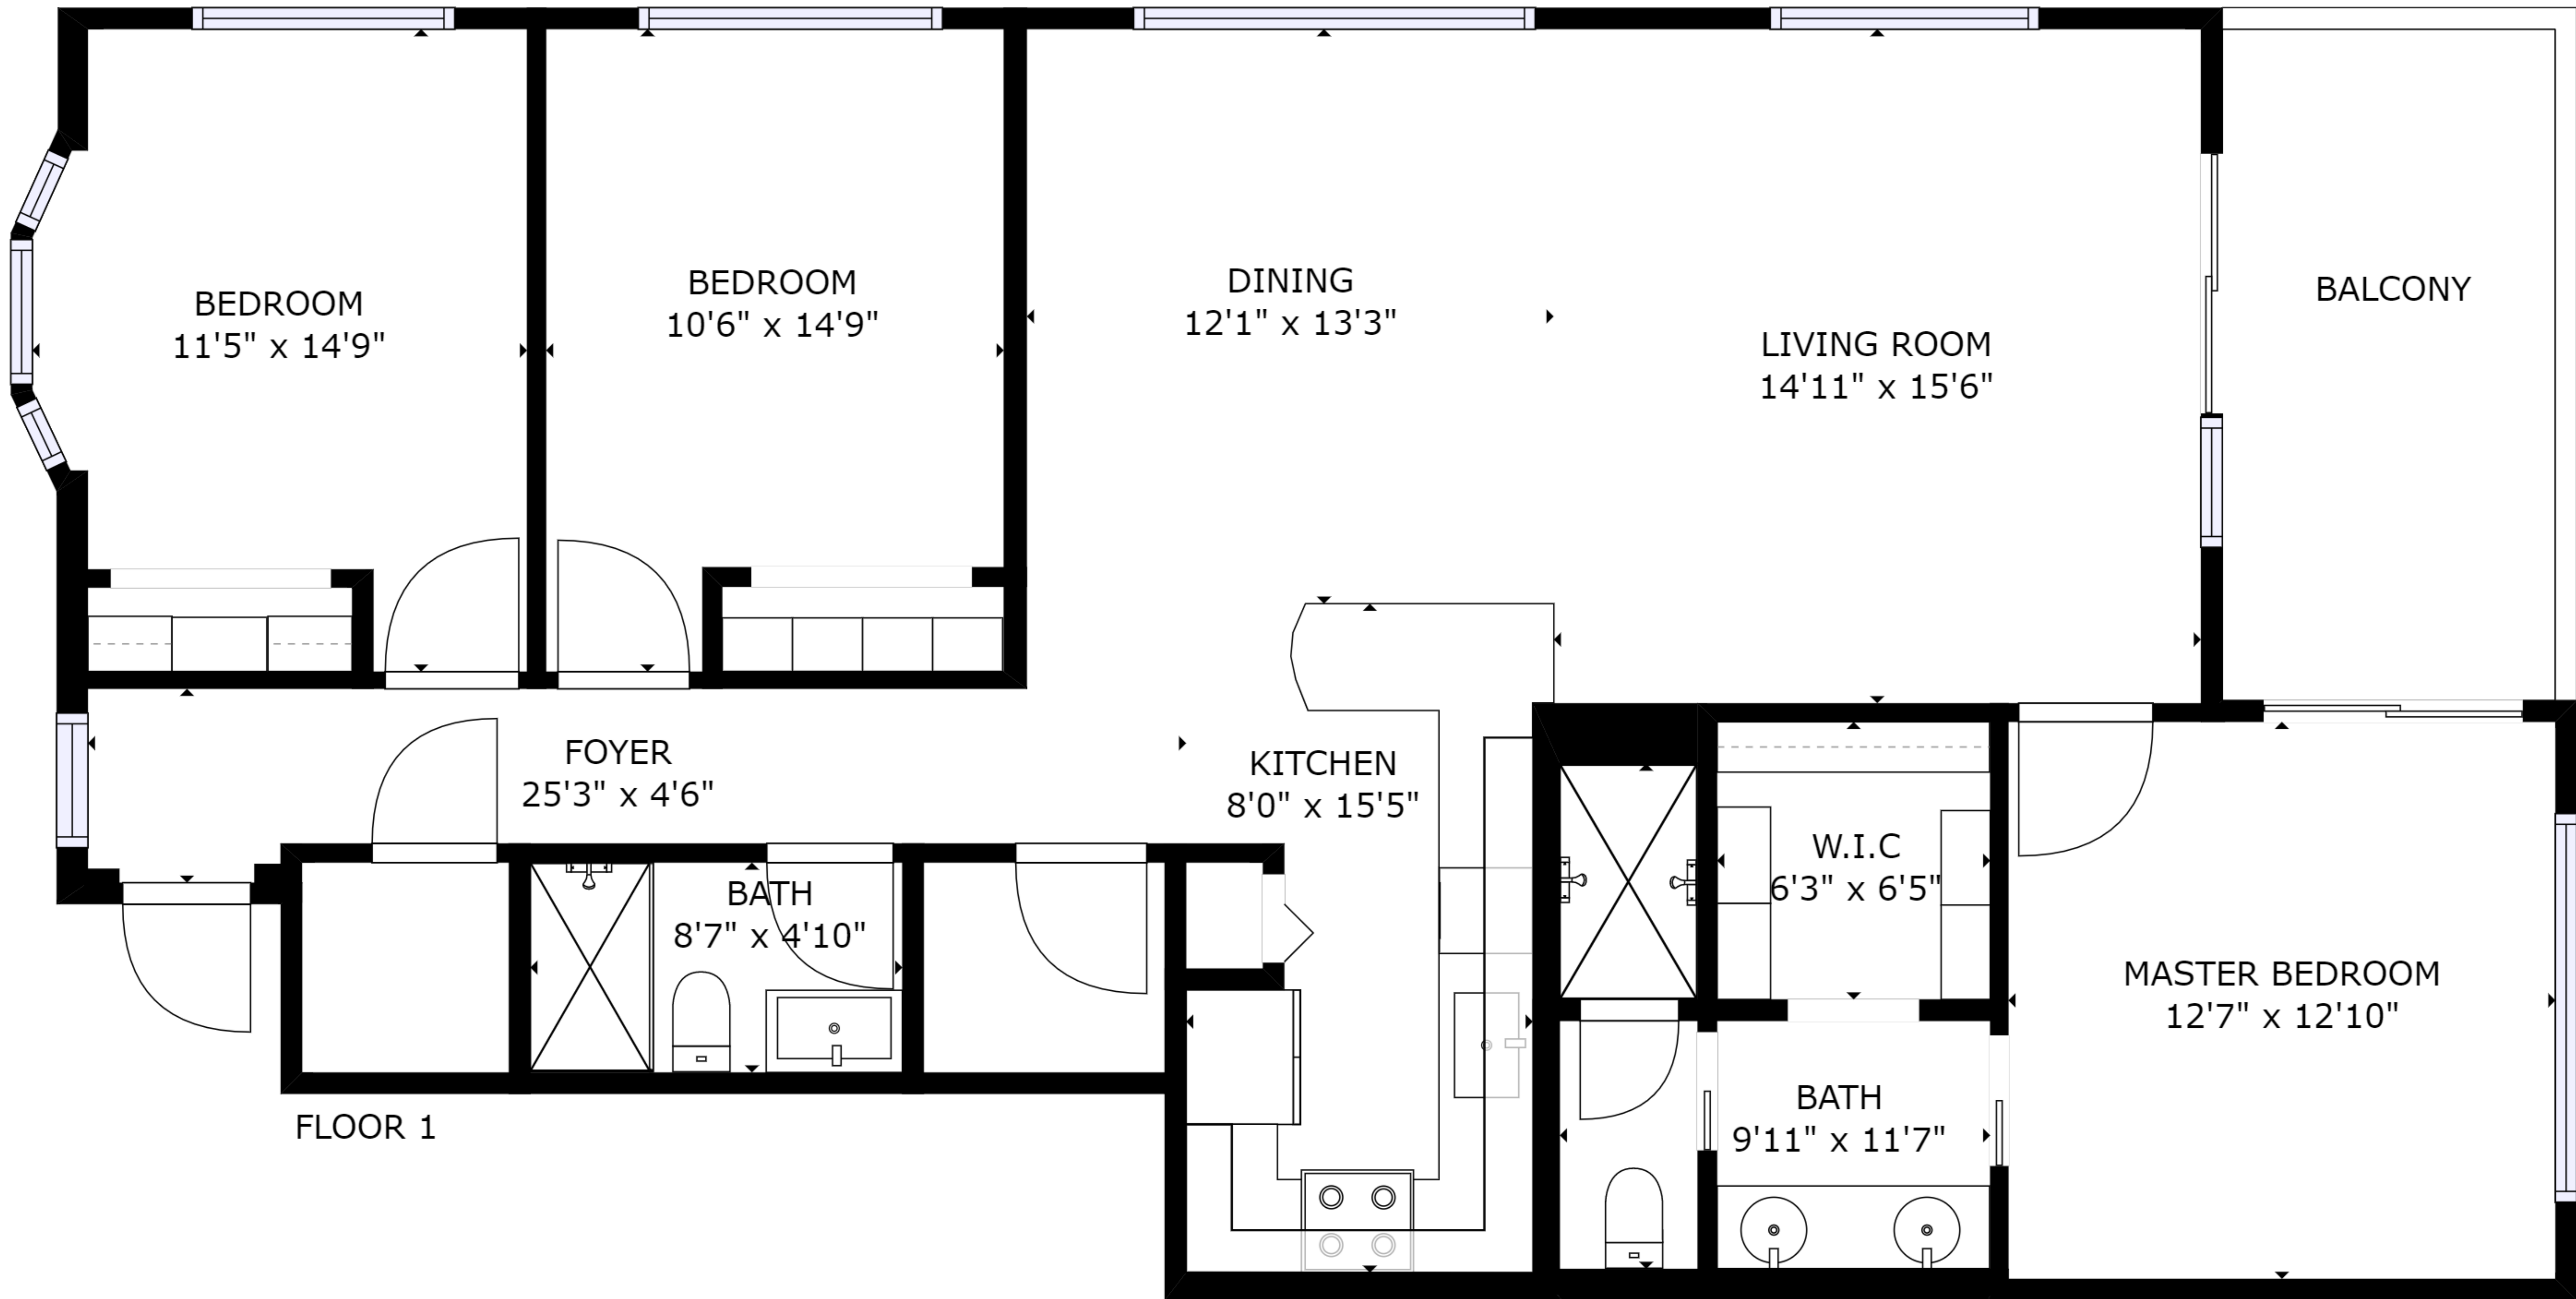 BEDROOM
11'5" x 14'9"
BEDROOM
10'6" x 14'9"
DINING
12'1" x 13'3"
LIVING ROOM
14'11" x 15'6"
BALCONY
FOYER
25'3" x 4'6"
KITCHEN
8'0" x 15'5"
W.I.C
6'3" x 6'5"
BATH
8'7" x 4'10"
MASTER BEDROOM
12'7" x 12'10"
BATH
9'11" x 11'7"
FLOOR 1